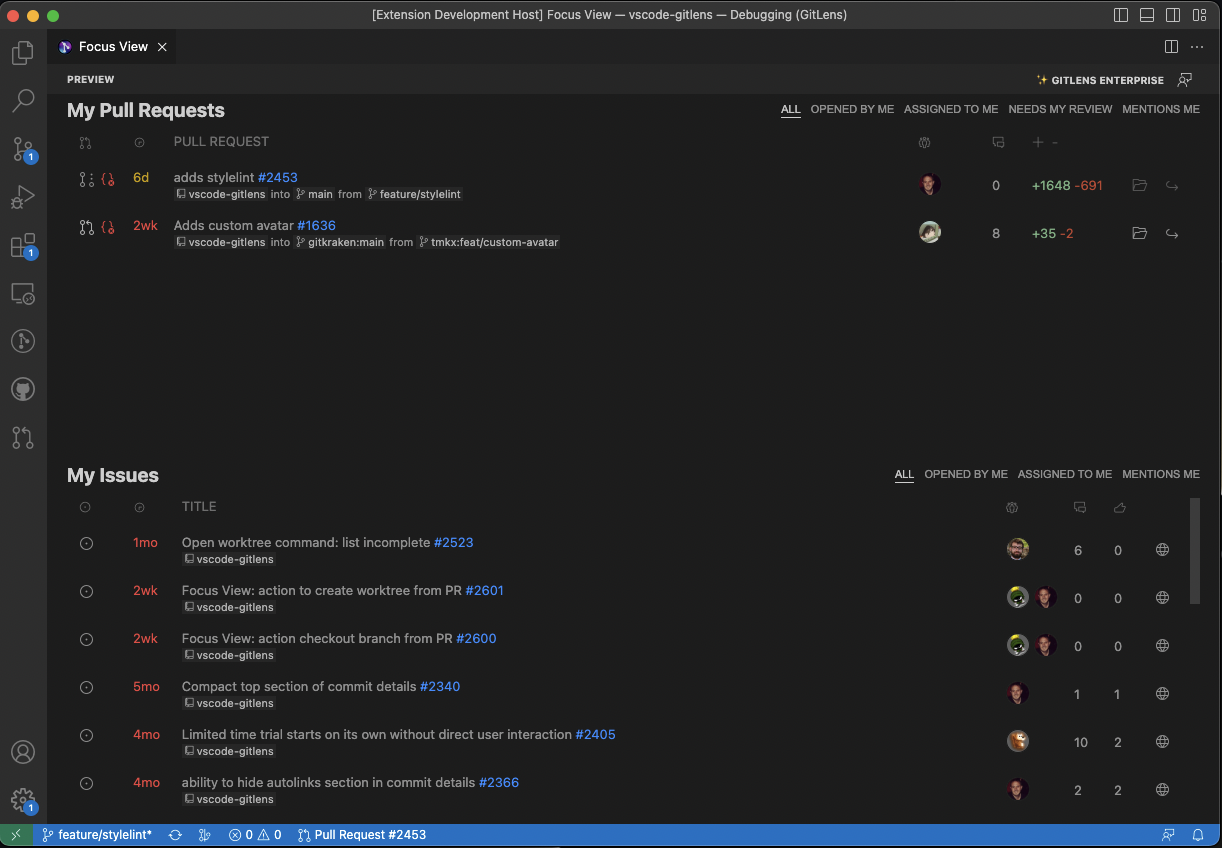 [Extension Development Host] Focus View — vscode-gitlens — Debugging (GitLens)
Focus View
PREVIEW
GITLENS ENTERPRISE
My Pull Requests
ALL OPENED BY ME ASSIGNED TO ME NEEDS MY REVIEW MENTIONS ME
PULL REQUEST
+ -
6d adds stylelint #2453 0 +1648 -691
vscode-gitlens into main from feature/stylelint
2wk Adds custom avatar #1636 8 +35 -2
vscode-gitlens into gitkraken:main from tmkx:feat/custom-avatar
My Issues
ALL OPENED BY ME ASSIGNED TO ME MENTIONS ME
TITLE
1mo Open worktree command: list incomplete #2523 6 0
vscode-gitlens
2wk Focus View: action to create worktree from PR #2601 0 0
vscode-gitlens
2wk Focus View: action checkout branch from PR #2600 0 0
vscode-gitlens
5mo Compact top section of commit details #2340 1 1
vscode-gitlens
4mo Limited time trial starts on its own without direct user interaction #2405 10 2
vscode-gitlens
4mo ability to hide autolinks section in commit details #2366 2 2
vscode-gitlens
1
1
1
feature/stylelint* 0 0 Pull Request #2453